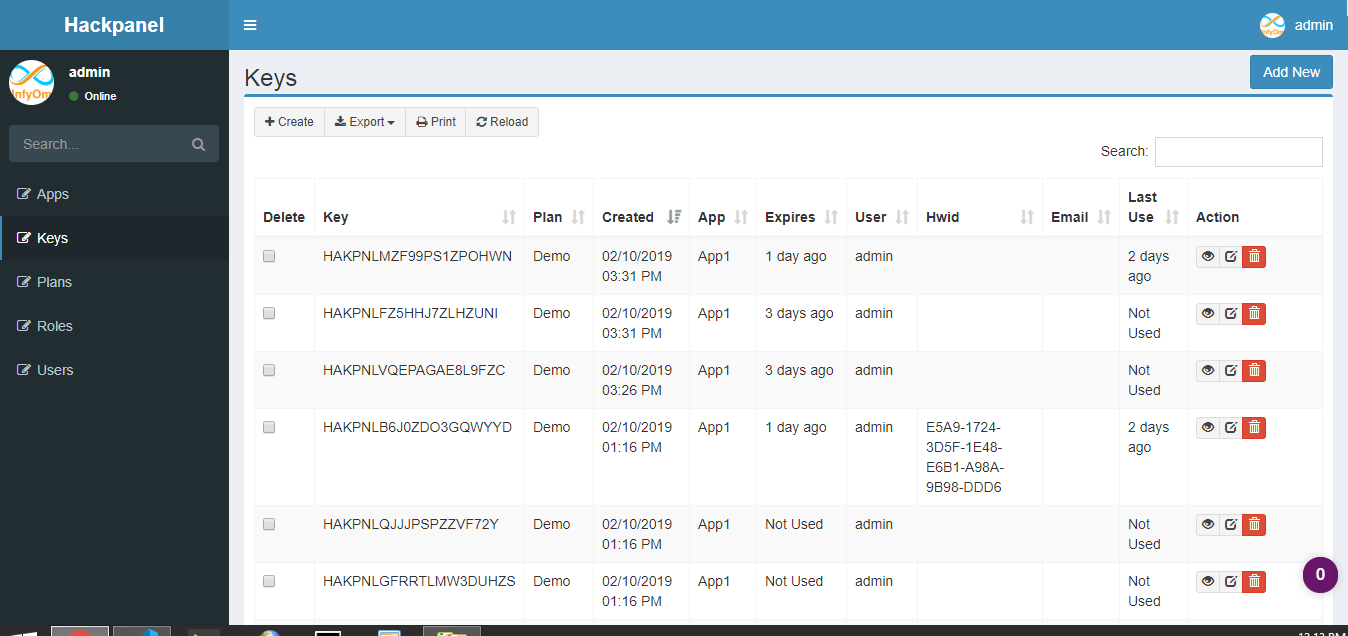 Hackpanel
admin
InfyOm
admin
Online
Search...
Apps
Keys
Plans
Roles
Users
Keys
Add New
Create Export Print Reload
Search:
Delete Key Plan Created App Expires User Hwid Email Last Use Action
HAKPNLMZF99PS1ZPOHWN Demo 02/10/2019 App1 1 day ago admin 2 days
03:31 PM ago
HAKPNLFZ5HHJ7ZLHZUNI Demo 02/10/2019 App1 3 days ago admin Not
03:31 PM Used
HAKPNLVQEPAGAE8L9FZC Demo 02/10/2019 App1 3 days ago admin Not
03:26 PM Used
HAKPNLB6J0ZDO3GQWYYD Demo 02/10/2019 App1 1 day ago admin E5A9-1724- 2 days
01:16 PM 3D5F-1E48- ago
E6B1-A98A-
9B98-DDD6
HAKPNLQJJJPSPZZVF72Y Demo 02/10/2019 App1 Not Used admin Not
01:16 PM Used
HAKPNLGFRRTLMW3DUHZS Demo 02/10/2019 App1 Not Used admin Not
01:16 PM Used
0